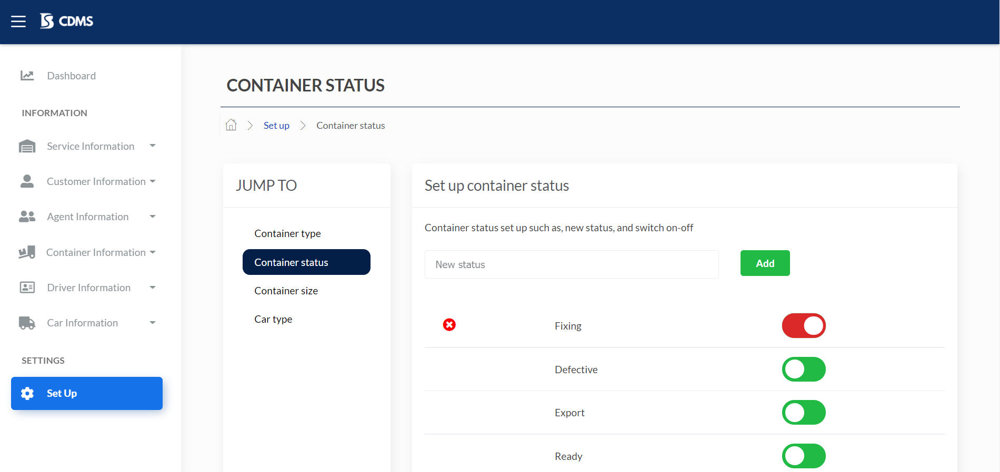 CDMS
Dashboard
INFORMATION
Service Information
Customer Information
Agent Information
Container Information
Driver Information
Car Information
SETTINGS
Set Up
CONTAINER STATUS
Set up
Container status
JUMP TO
Container type
Container status
Container size
Car type
Set up container status
Container status set up such as, new status, and switch on-off
New status
Add
Fixing
Defective
Export
Ready